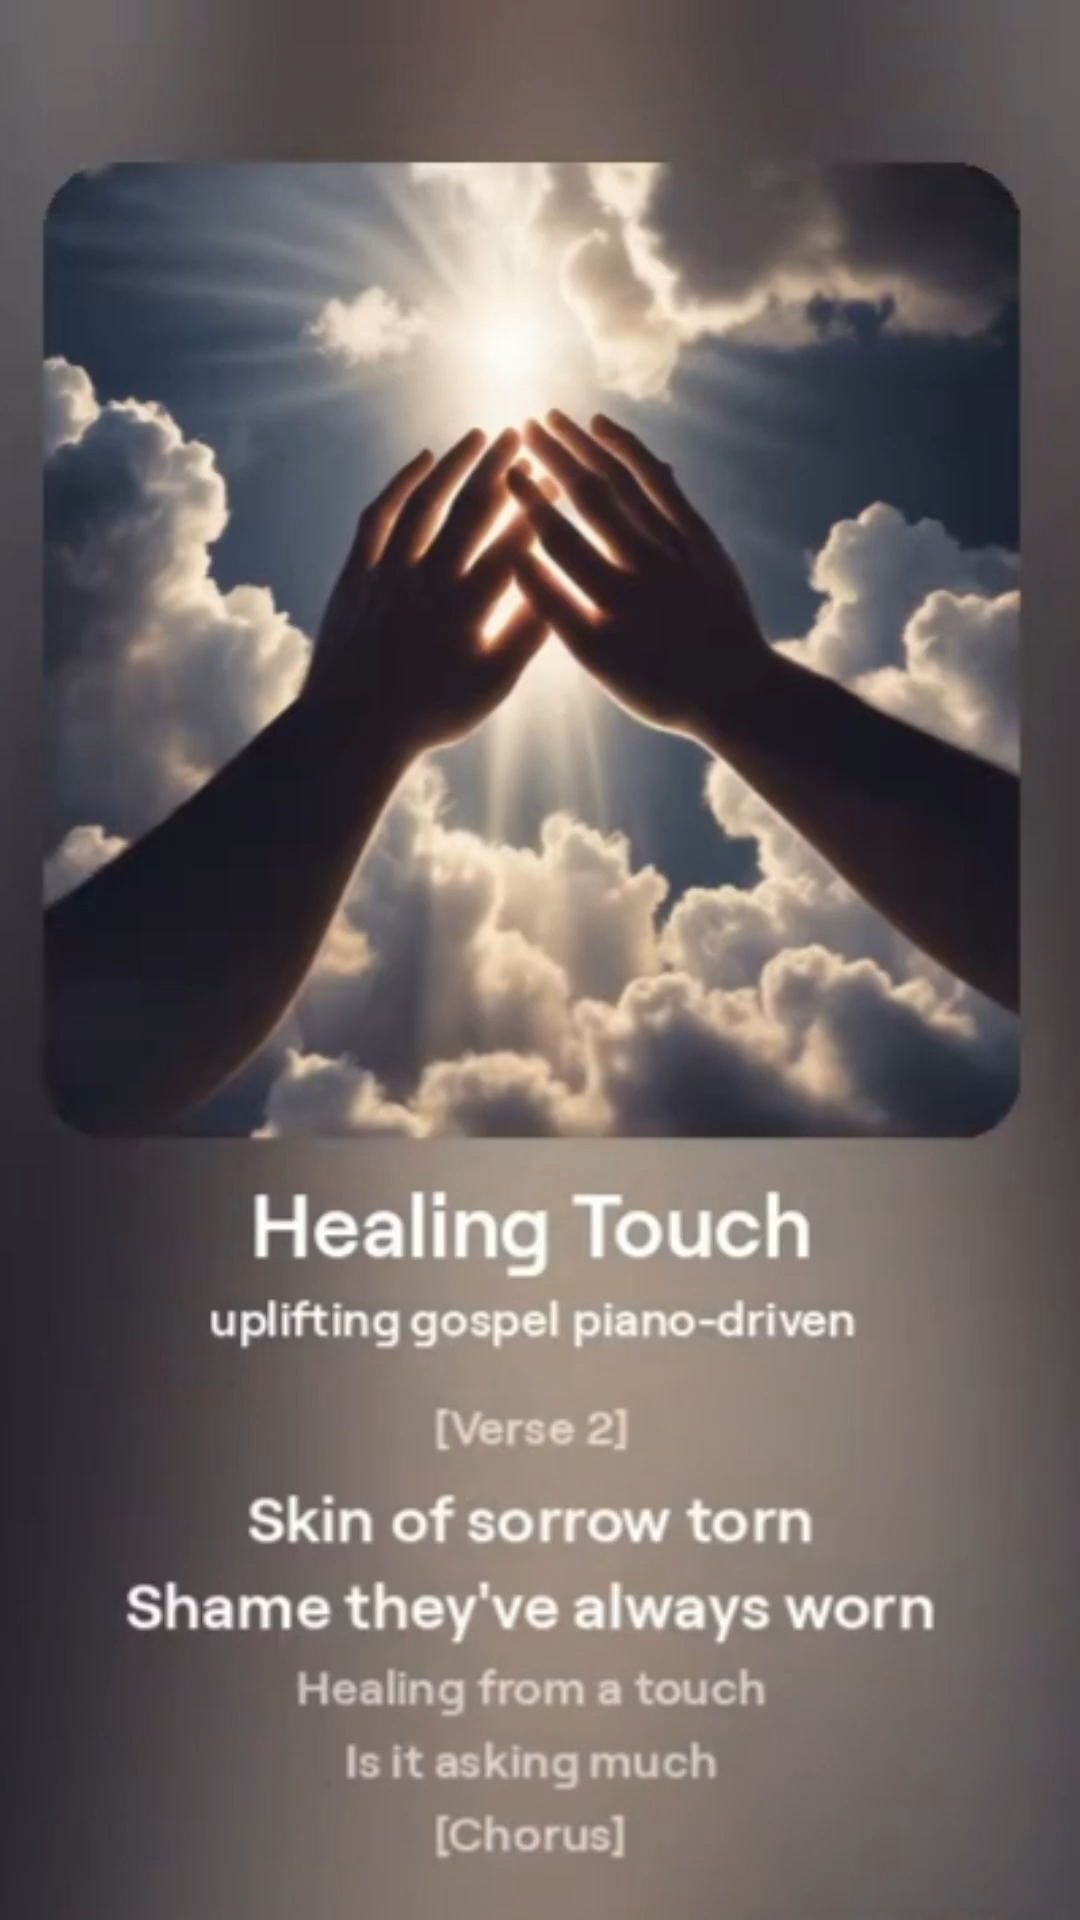 Healing Touch
uplifting gospel piano-driven
[Verse 2]
Skin of sorrow torn
Shame they've always worn
Healing from a touch
Is it asking much
[Chorus]